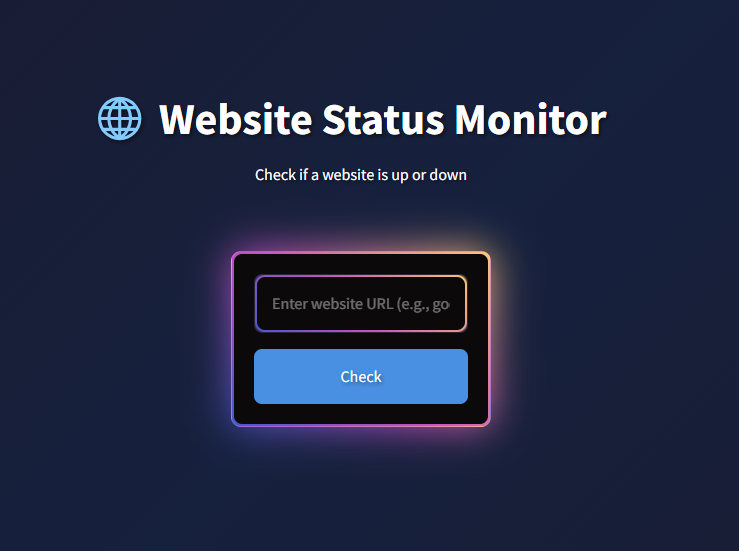 Website Status Monitor
Check if a website is up or down
Enter website URL (e.g., go
Check